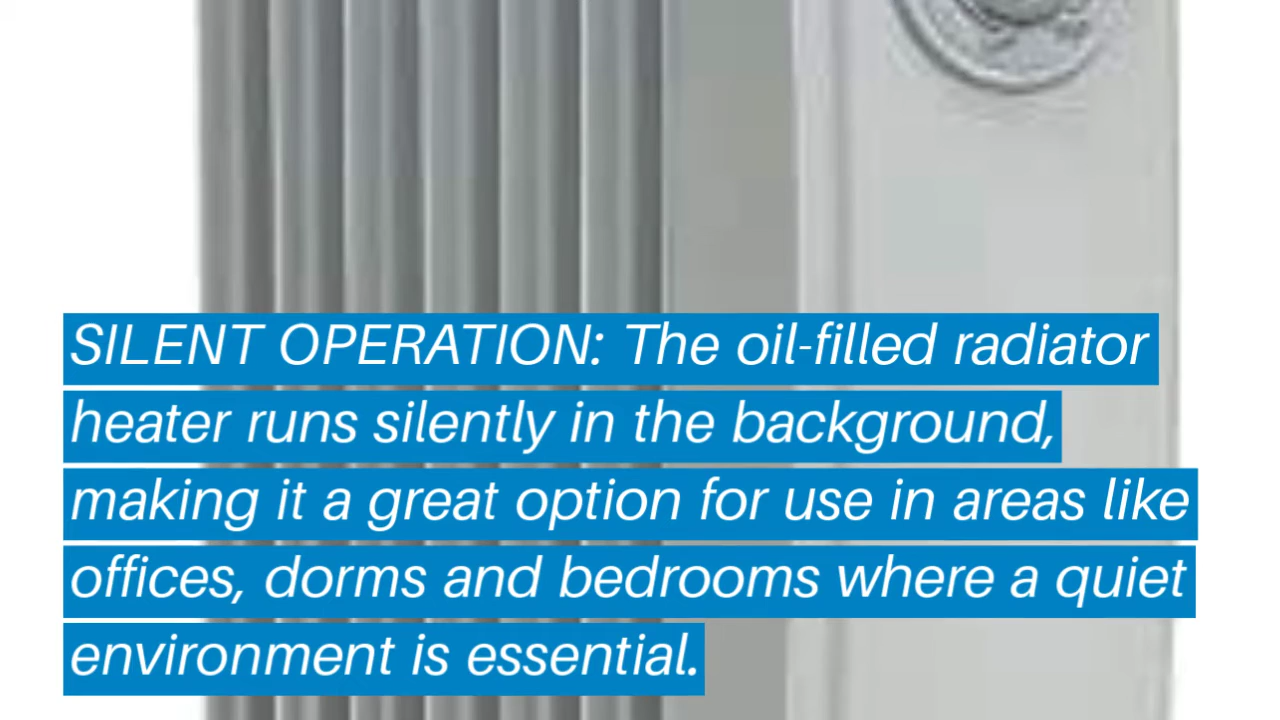 SILENT OPERATION: The oil-filled radiator
heater runs silently in the background,
making it a great option for use in areas like
offices, dorms and bedrooms where a quiet
environment is essential.